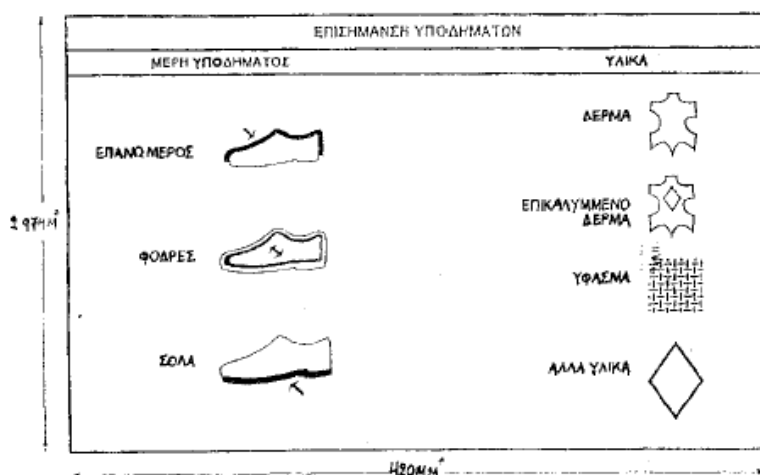 ΕΠΙΣΗΜΑΝΣΗ ΥΠΟΔΗΜΑΤΩΝ
ΜΕΡΗ ΥΠΟΔΗΜΑΤΟΣ
ΥΛΙΚΑ
ΕΠΑΝΩ ΜΕΡΟΣ
ΔΕΡΜΑ
ΕΠΙΚΑΛΥΜΜΕΝΟ
ΔΕΡΜΑ
ΦΟΔΡΕΣ
ΥΦΑΣΜΑ
ΣΟΛΑ
ΑΛΛΑ ΥΛΙΚΑ